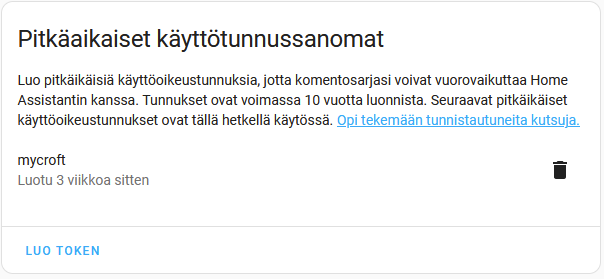 Pitkäaikaiset käyttötunnussanomat
Luo pitkäikäisiä käyttöoikeustunnuksia, jotta komentosarjasi voivat vuorovaikuttaa Home
Assistantin kanssa. Tunnukset ovat voimassa 10 vuotta luonnista. Seuraavat pitkäikäiset
käyttöoikeustunnukset ovat tällä hetkellä käytössä. Opi tekemään tunnistautuneita kutsuja.
mycroft
Luotu 3 viikkoa sitten
LUO TOKEN